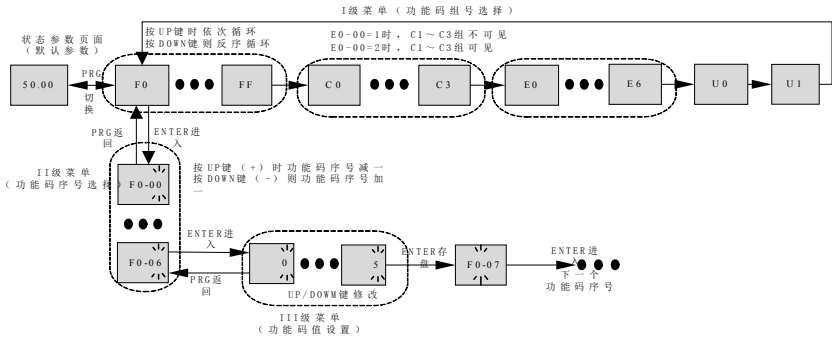 I级菜单（功能码组号选择）
按UP键时依次循环
按DOWN键则反序循环
E0-00=1时，C1～C3组不可见
E0-00=2时，C1～C3组可见
状态参数页面
（默认参数）
50.00
PRG
切
换
F0
FF
C0
C3
E0
E6
U0
U1
PRG返
回
ENTER进
入
II级菜单
（功能码序号选择）
F0-00
按UP键（+）时功能码序号减一
按DOWN键（-）则功能码序号加
一
F0-06
ENTER进
入
PRG返
回
0
5
UP/DOWM键修改
III级菜单
（功能码值设置）
ENTER存
盘
F0-07
ENTER进
入
下一个
功能码序号